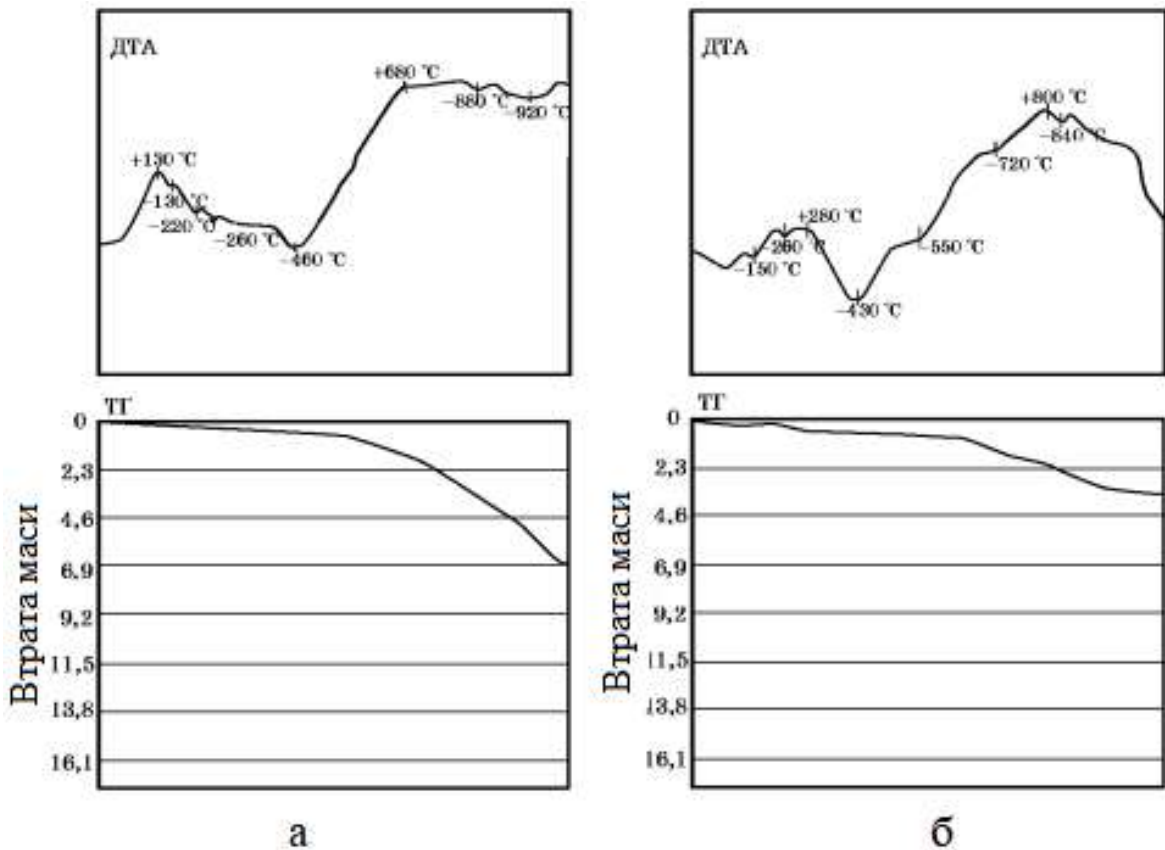 ДТА
+680 °C
−880 °C
−920 °C
+130 °C
−130 °C
−220 °C
−260 °C
−460 °C
ТГ
0
2,3
4,6
6,9
9,2
11,5
13,8
16,1
Втрата маси
а
ДТА
+800 °C
−840 °C
−720 °C
+280 °C
−260 °C
−150 °C
−550 °C
−430 °C
ТГ
0
2,3
4,6
6,9
9,2
11,5
13,8
16,1
Втрата маси
б